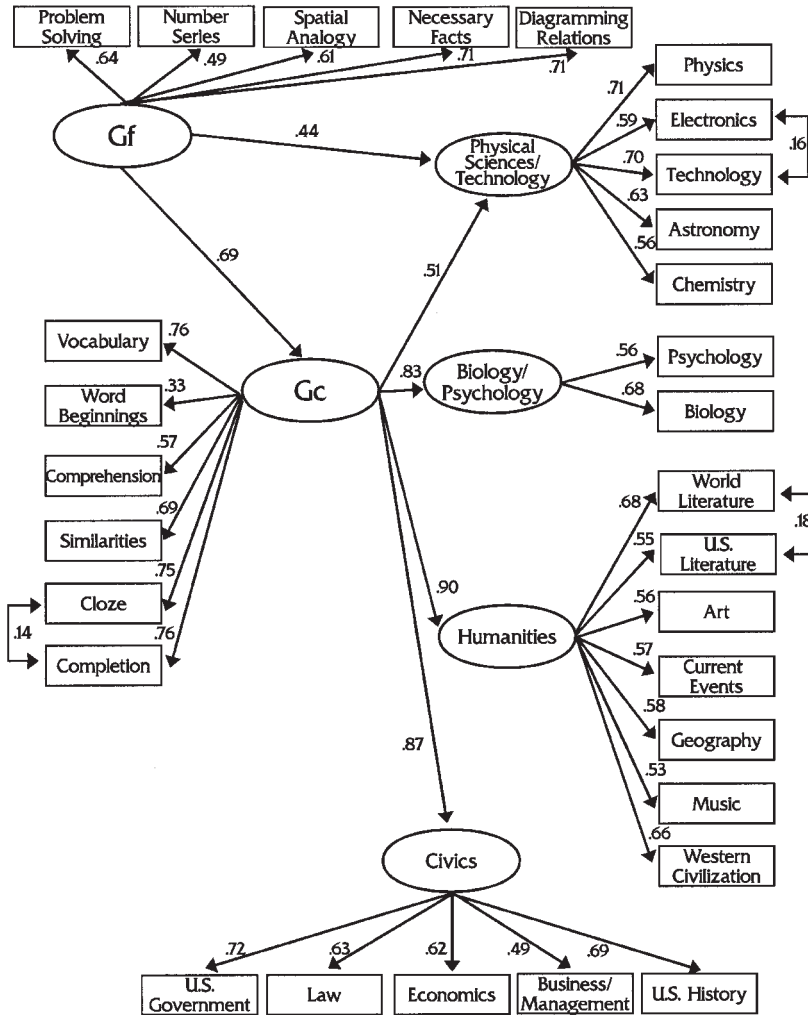 Problem
Solving
Number
Series
Spatial
Analogy
Necessary
Facts
Diagramming
Relations
.64
.49
.61
.71
.71
Gf
.44
Physical
Sciences/
Technology
.71
.59
.70
.63
.56
Physics
Electronics
Technology
Astronomy
Chemistry
.16
.69
.51
Vocabulary
Word
Beginnings
Comprehension
Similarities
Cloze
Completion
.76
.33
.57
.69
.75
.76
.14
Gc
.83
Biology/
Psychology
.56
.68
Psychology
Biology
.90
Humanities
.68
.55
.56
.57
.58
.53
.66
World
Literature
U.S.
Literature
Art
Current
Events
Geography
Music
Western
Civilization
.18
.87
Civics
.72
.63
.62
.49
.69
U.S.
Government
Law
Economics
Business/
Management
U.S. History